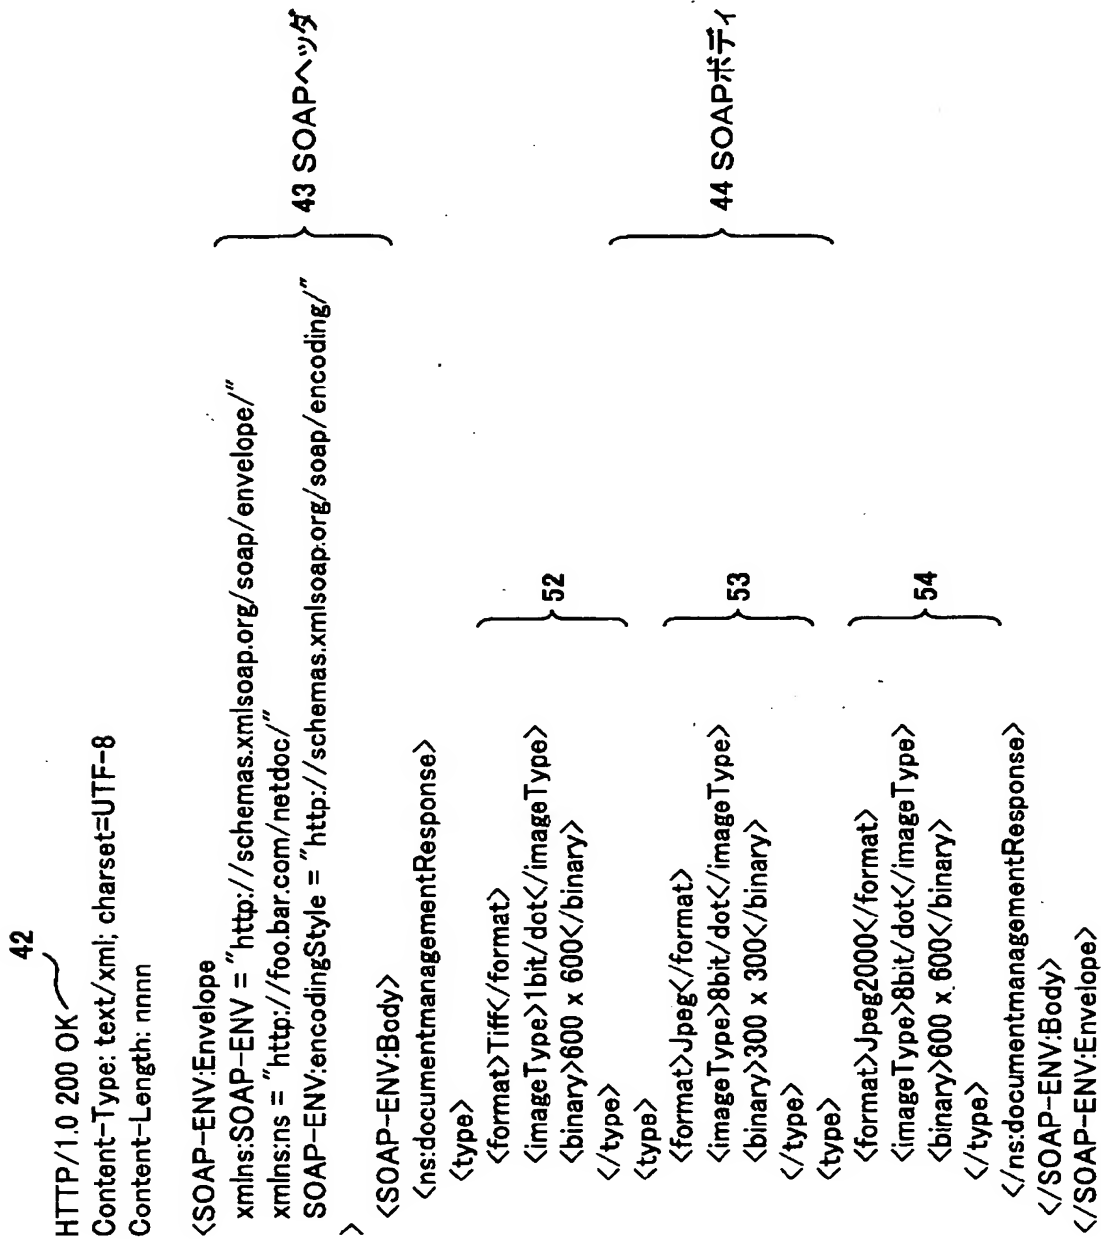 42
HTTP/1.0 200 OK
Content-Type: text/xml; charset=UTF-8
Content-Length: nnnn
<SOAP-ENV:Envelope
xmlns:SOAP-ENV = "http://schemas.xmlsoap.org/soap/envelope/"
xmlns:ns = "http://foo.bar.com/netdoc/"
SOAP-ENV:encodingStyle = "http://schemas.xmlsoap.org/soap/encoding/"
>
43 SOAPヘッダ
<SOAP-ENV:Body>
<ns:documentmanagementResponse>
<type>
<format>Tiff</format>
<imageType>1bit/dot</imageType>
<binary>600 x 600</binary>
</type>
52
<type>
<format>Jpeg</format>
<imageType>8bit/dot</imageType>
<binary>300 x 300</binary>
</type>
53
44 SOAPボディ
<type>
<format>Jpeg2000</format>
<imageType>8bit/dot</imageType>
<binary>600 x 600</binary>
</type>
54
</ns:documentmanagementResponse>
</SOAP-ENV:Body>
</SOAP-ENV:Envelope>